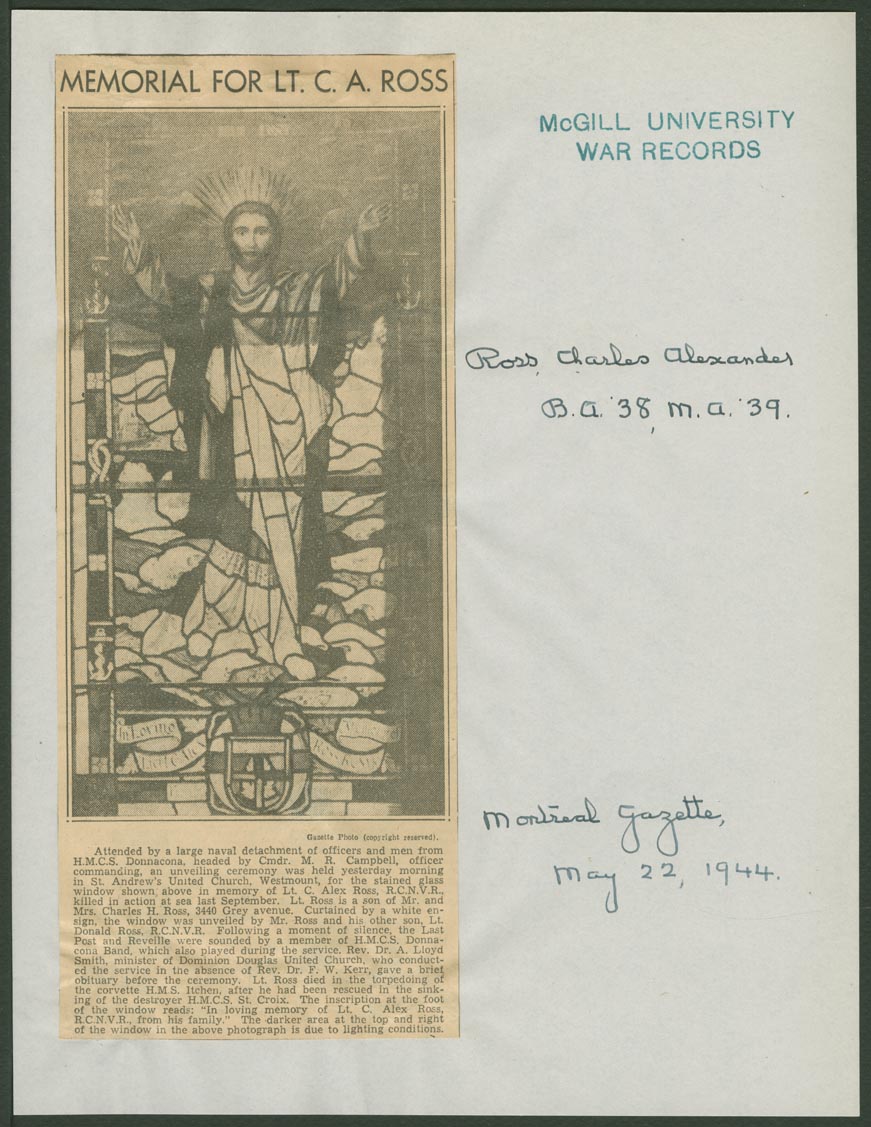 MEMORIAL FOR LT. C. A. ROSS
McGILL UNIVERSITY
WAR RECORDS
Ross, Charles Alexander
B.A. '38, M.A. '39.
In Loving
Gazette Photo (copyright reserved).
Attended by a large naval detachment of officers and men from
H.M.C.S. Donnacona, headed by Cmdr. M. R. Campbell, officer
commanding, an unveiling ceremony was held yesterday morning
in St. Andrew's United Church, Westmount, for the stained glass
window shown above in memory of Lt. C. Alex Ross, R.C.N.V.R.,
killed in action at sea last September. Lt. Ross is a son of Mr. and
Mrs. Charles H. Ross, 3440 Grey avenue. Curtained by a white en-
sign, the window was unveiled by Mr. Ross and his other son, Lt.
Donald Ross, R.C.N.V.R. Following a moment of silence, the Last
Post and Reveille were sounded by a member of H.M.C.S. Donna-
cona Band, which also played during the service. Rev. Dr. A. Lloyd
Smith, minister of Dominion Douglas United Church, who conduct-
ed the service in the absence of Rev. Dr. F. W. Kerr, gave a brief
obituary before the ceremony. Lt. Ross died in the torpedoing of
the corvette H.M.S. Itchen, after he had been rescued in the sink-
ing of the destroyer H.M.C.S. St. Croix. The inscription at the foot
of the window reads: "In loving memory of Lt. C. Alex Ross,
R.C.N.V.R., from his family." The darker area at the top and right
of the window in the above photograph is due to lighting conditions.
Montreal Gazette,
May 22, 1944.